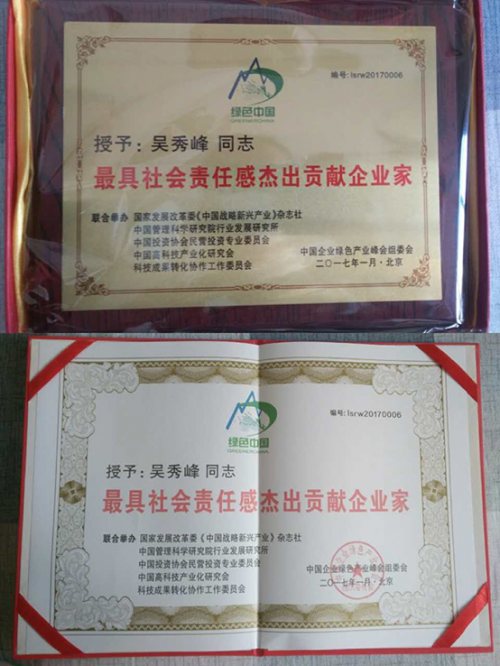 编号:lsrw20170006
绿色中国
GREENERCHINA
授予：吴秀峰 同志
最具社会责任感杰出贡献企业家
联合举办 国家发展改革委《中国战略新兴产业》杂志社
中国管理科学研究院行业发展研究所
中国投资协会民营投资专业委员会
中国高科技产业化研究会
科技成果转化协作工作委员会
中国企业绿色产业峰会组委会
二〇一七年一月·北京
编号:lsrw20170006
绿色中国
GREENERCHINA
授予：吴秀峰 同志
最具社会责任感杰出贡献企业家
联合举办 国家发展改革委《中国战略新兴产业》杂志社
中国管理科学研究院行业发展研究所
中国投资协会民营投资专业委员会
中国高科技产业化研究会
科技成果转化协作工作委员会
中国企业绿色产业峰会组委会
二〇一七年一月·北京